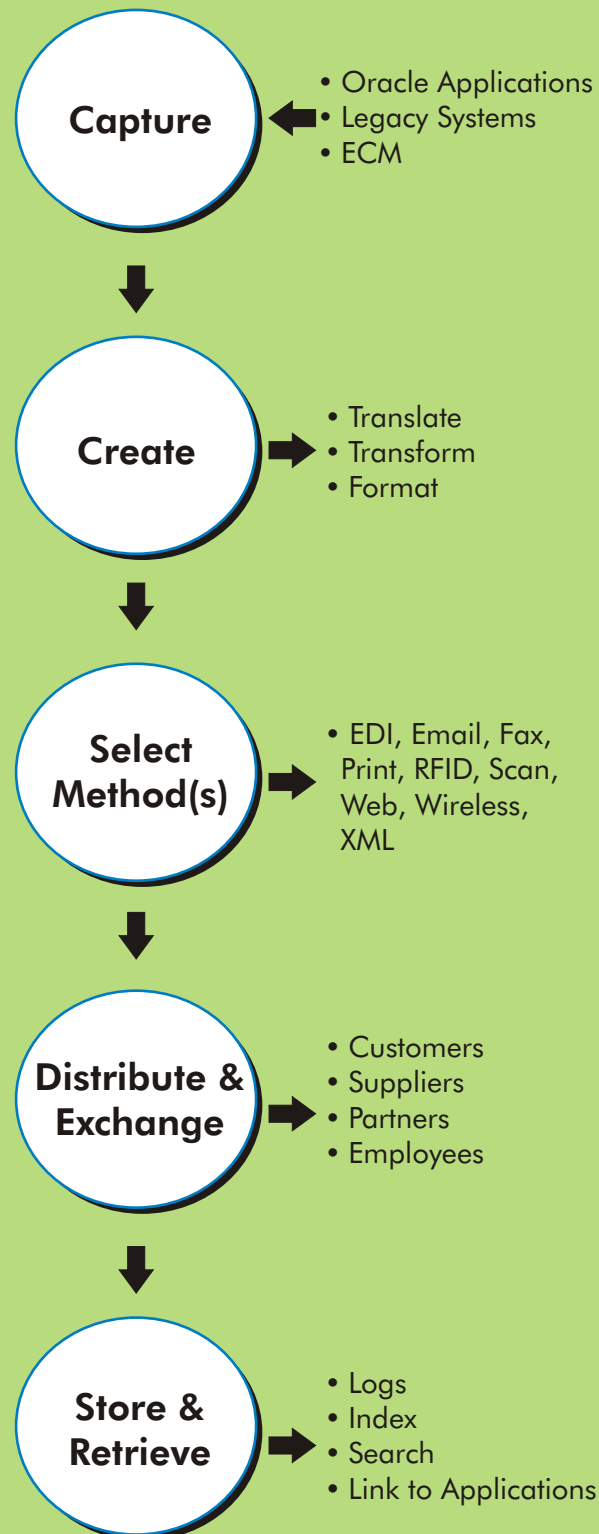 Capture
• Oracle Applications
• Legacy Systems
• ECM
Create
• Translate
• Transform
• Format
Select
Method(s)
• EDI, Email, Fax,
Print, RFID, Scan,
Web, Wireless,
XML
Distribute &
Exchange
• Customers
• Suppliers
• Partners
• Employees
Store &
Retrieve
• Logs
• Index
• Search
• Link to Applications